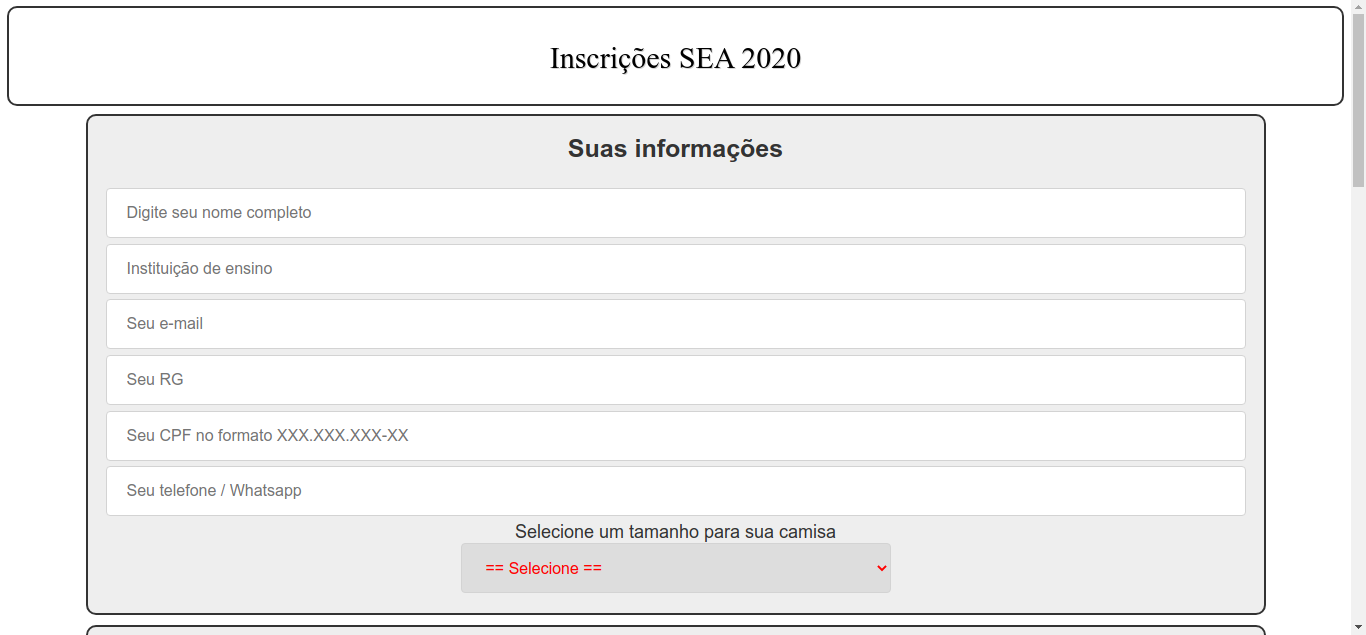 Inscrições SEA 2020
Suas informações
Digite seu nome completo
Instituição de ensino
Seu e-mail
Seu RG
Seu CPF no formato XXX.XXX.XXX-XX
Seu telefone / Whatsapp
Selecione um tamanho para sua camisa
== Selecione ==